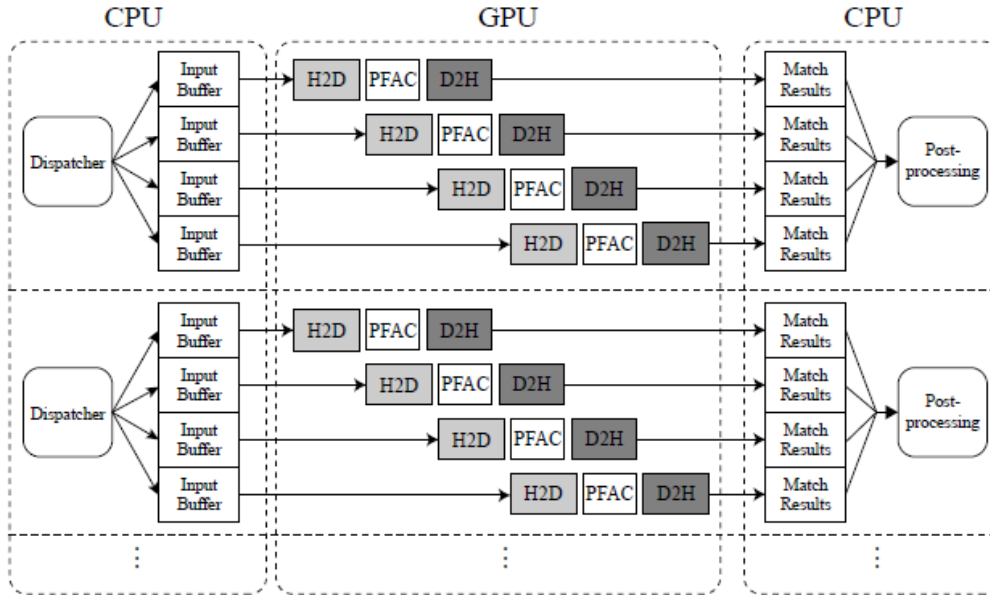 CPU
GPU
CPU
Dispatcher
Input
Buffer
Input
Buffer
Input
Buffer
Input
Buffer
H2D PFAC D2H
H2D PFAC D2H
H2D PFAC D2H
H2D PFAC D2H
Match
Results
Match
Results
Match
Results
Match
Results
Post-
processing
Dispatcher
Input
Buffer
Input
Buffer
Input
Buffer
Input
Buffer
H2D PFAC D2H
H2D PFAC D2H
H2D PFAC D2H
H2D PFAC D2H
Match
Results
Match
Results
Match
Results
Match
Results
Post-
processing
⋮
⋮
⋮